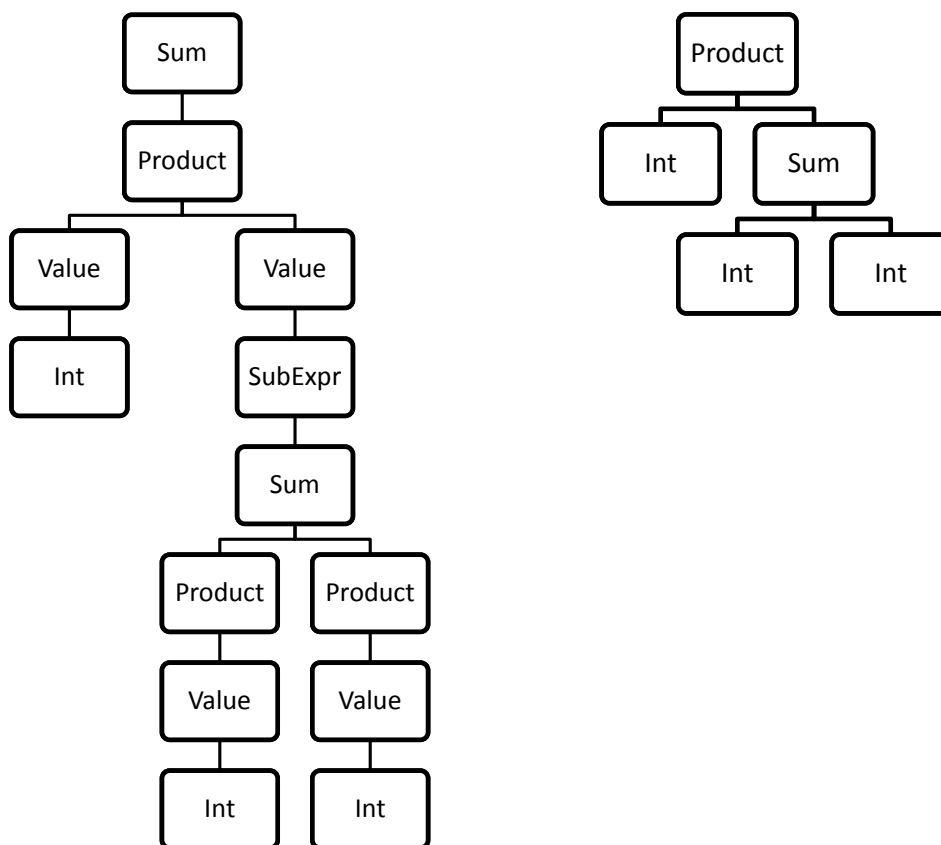 Sum
Product
Value
Value
Int
SubExpr
Sum
Product
Product
Value
Value
Int
Int
Product
Int
Sum
Int
Int